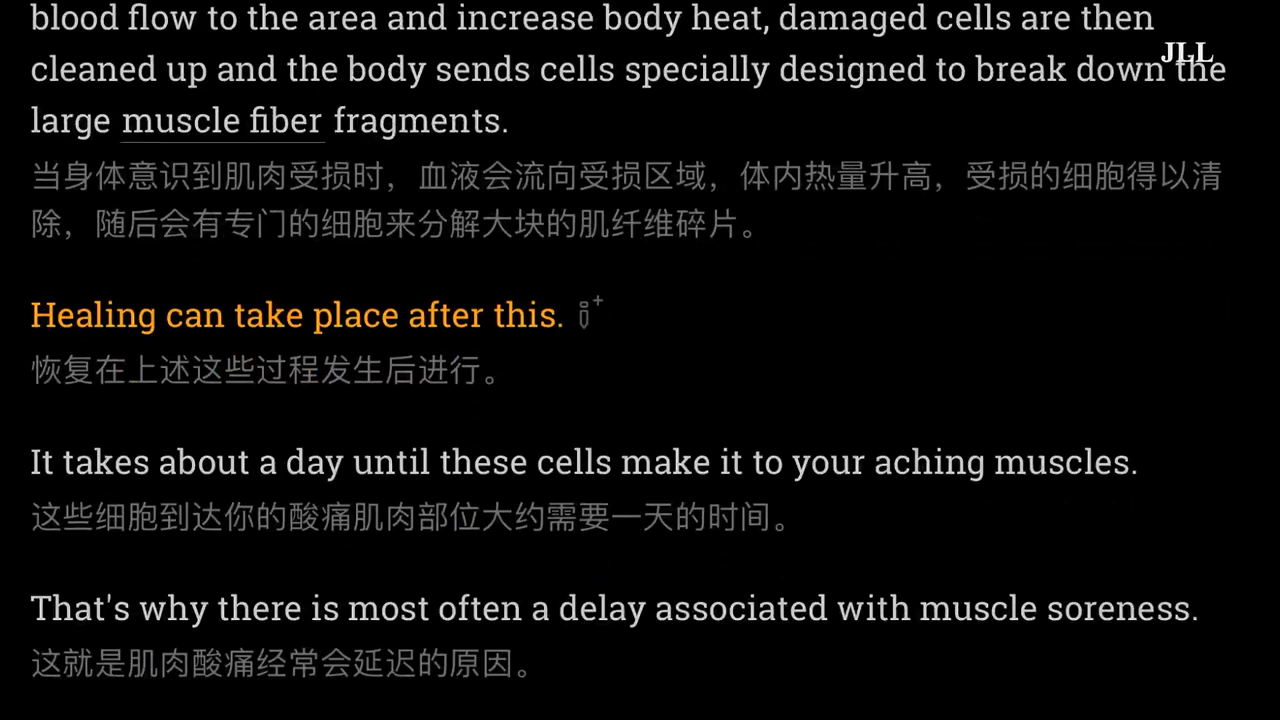 blood flow to the area and increase body heat, damaged cells are then
JLL
cleaned up and the body sends cells specially designed to break down the
large muscle fiber fragments.
当身体意识到肌肉受损时，血液会流向受损区域，体内热量升高，受损的细胞得以清
除，随后会有专门的细胞来分解大块的肌纤维碎片。
Healing can take place after this.
恢复在上述这些过程发生后进行。
It takes about a day until these cells make it to your aching muscles.
这些细胞到达你的酸痛肌肉部位大约需要一天的时间。
That's why there is most often a delay associated with muscle soreness.
这就是肌肉酸痛经常会延迟的原因。